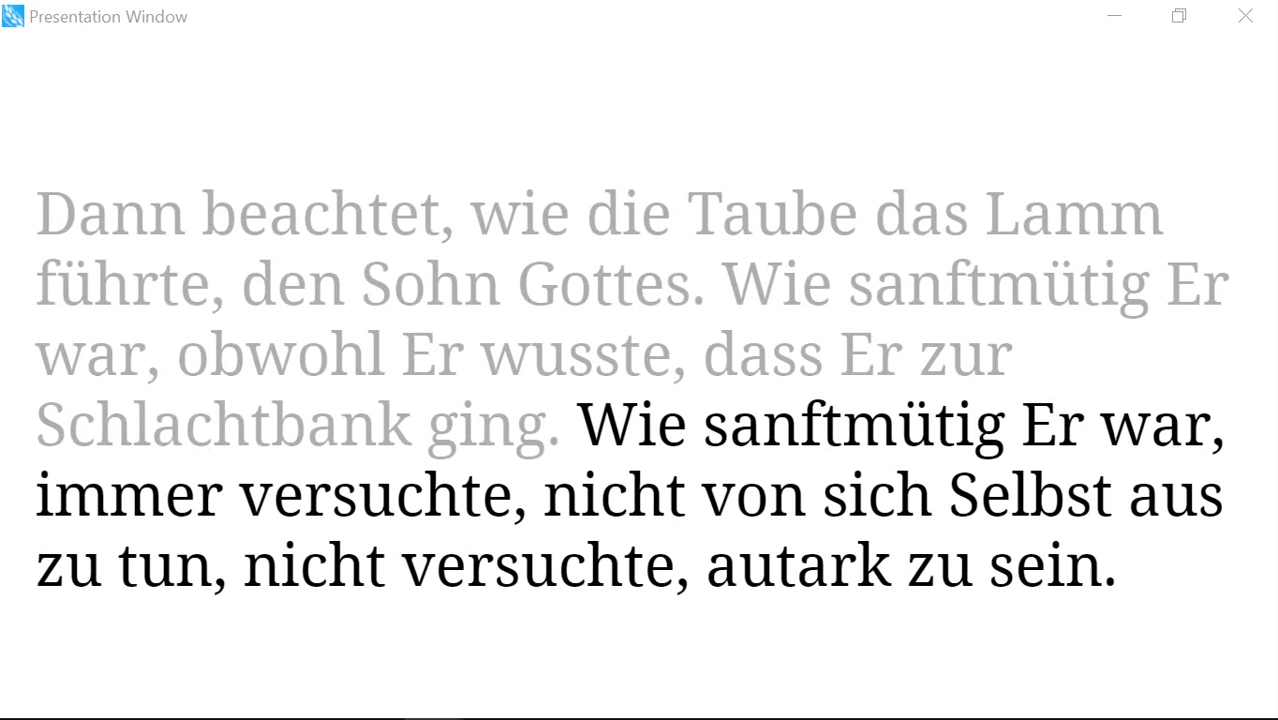 Presentation Window
Dann beachtet, wie die Taube das Lamm
führte, den Sohn Gottes. Wie sanftmütig Er
war, obwohl Er wusste, dass Er zur
Schlachtbank ging. Wie sanftmütig Er war,
immer versuchte, nicht von sich Selbst aus
zu tun, nicht versuchte, autark zu sein.